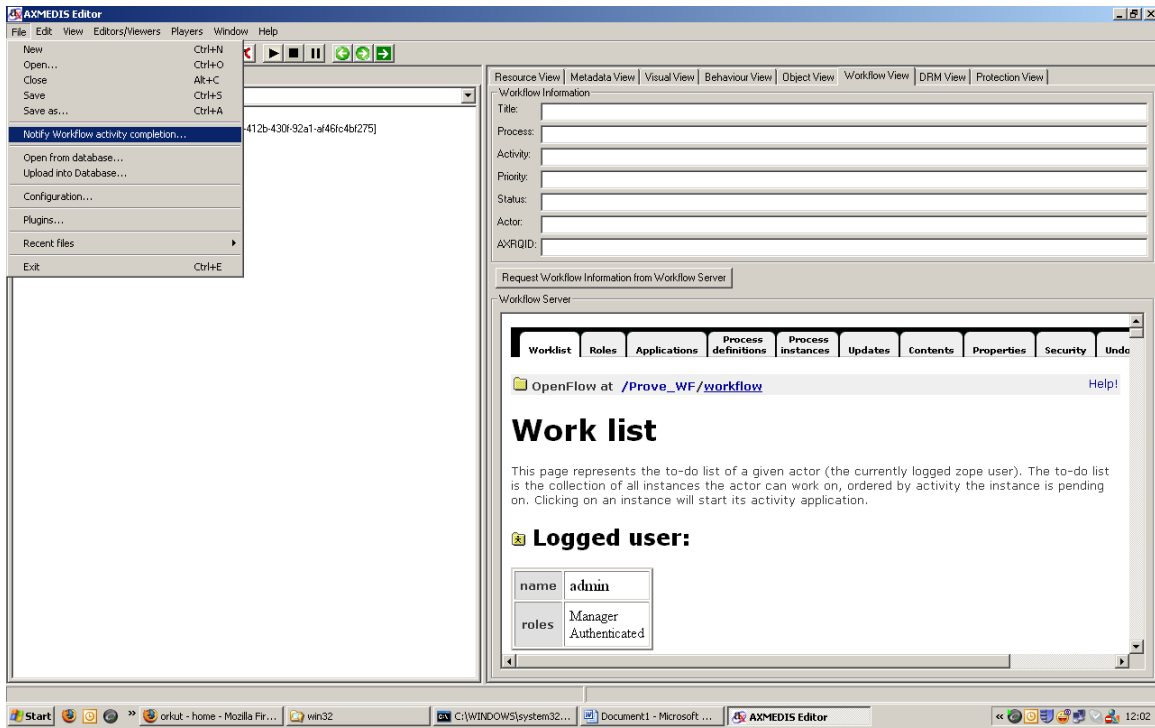 AXMEDIS Editor
File Edit View Editors/Viewers Players Window Help
New Ctrl+N
Open... Ctrl+O
Close Alt+C
Save Ctrl+S
Save as... Ctrl+A
Notify Workflow activity completion...
Open from database...
Upload into Database...
Configuration...
Plugins...
Recent files
Exit Ctrl+E
-412b-430f-92a1-af46fc4bf275]
Resource View Metadata View Visual View Behaviour View Object View Workflow View DRM View Protection View
Workflow Information
Title:
Process:
Activity:
Priority:
Status:
Actor:
AXRQID:
Request Workflow Information from Workflow Server
Workflow Server
Worklist Roles Applications Process definitions Process instances Updates Contents Properties Security Undo
OpenFlow at /Prove_WF/workflow Help!
Work list
This page represents the to-do list of a given actor (the currently logged zope user). The to-do list
is the collection of all instances the actor can work on, ordered by activity the instance is pending
on. Clicking on an instance will start its activity application.
Logged user:
name admin
roles Manager
Authenticated
Start » orkut - home - Mozilla Fir... win32 C:\WINDOWS\system32... Document1 - Microsoft ... AXMEDIS Editor « 12:02